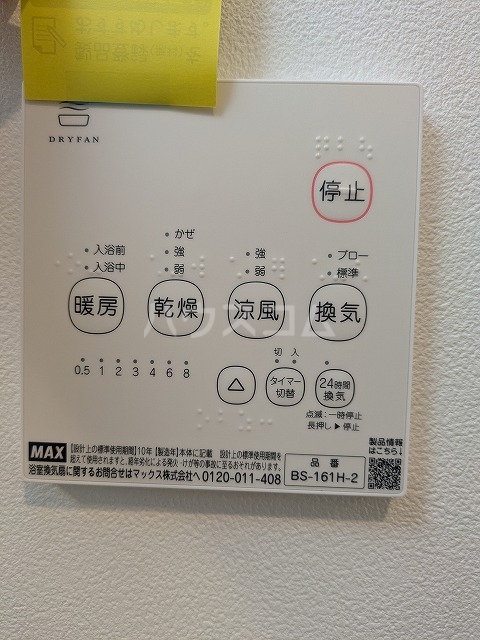 DRYFAN
停止
かぜ
入浴前
強
強
ブロー
入浴中
弱
弱
標準
暖房
乾燥
涼風
換気
ハウスコム
0.5 1 2 3 4 6 8
切 入
△
タイマー
切替
24時間
換気
点滅:一時停止
長押し▶停止
製品情報
はこちら↓
MAX
【設計上の標準使用期間】10年【製造年】本体に記載 設計上の標準使用期間を
超えて使用されますと、経年劣化による発火・けが等の事故に至るおそれがあります。
浴室換気扇に関するお問合せはマックス株式会社へ 0120-011-408
品番
BS-161H-2